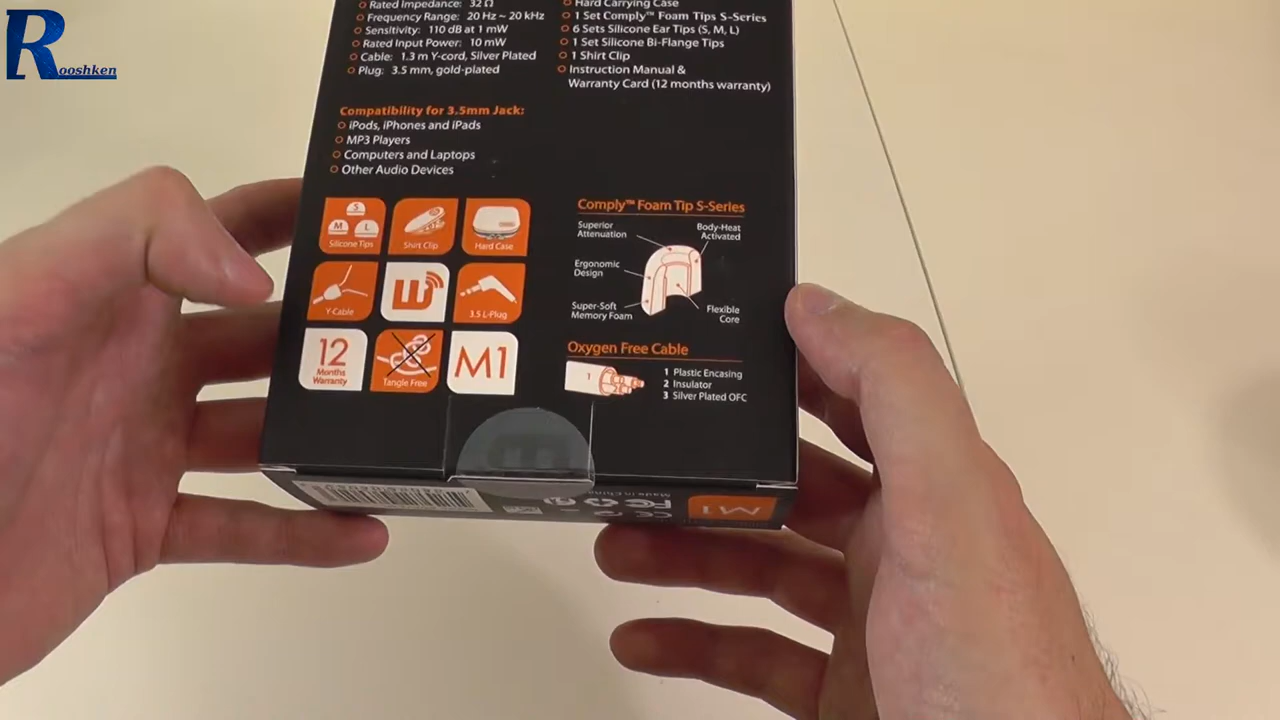 Rooshken
Rated Impedance: 32 Ω
Frequency Range: 20 Hz ~ 20 kHz
Sensitivity: 110 dB at 1 mW
Rated Input Power: 10 mW
Cable: 1.3 m Y-cord, Silver Plated
Plug: 3.5 mm, gold-plated
Hard Carrying Case
1 Set Comply™ Foam Tips S-Series
6 Sets Silicone Ear Tips (S, M, L)
1 Set Silicone Bi-Flange Tips
1 Shirt Clip
Instruction Manual &
Warranty Card (12 months warranty)
Compatibility for 3.5mm Jack:
iPods, iPhones and iPads
MP3 Players
Computers and Laptops
Other Audio Devices
S
M L
Silicone Tips
Shirt Clip
Hard Case
Y-Cable
3.5 L-Plug
12
Months
Warranty
Tangle Free
M1
Comply™ Foam Tip S-Series
Superior
Attenuation
Body-Heat
Activated
Ergonomic
Design
Super-Soft
Memory Foam
Flexible
Core
Oxygen Free Cable
1
1 Plastic Encasing
2 Insulator
3 Silver Plated OFC
Made in China
FC
CE
M1